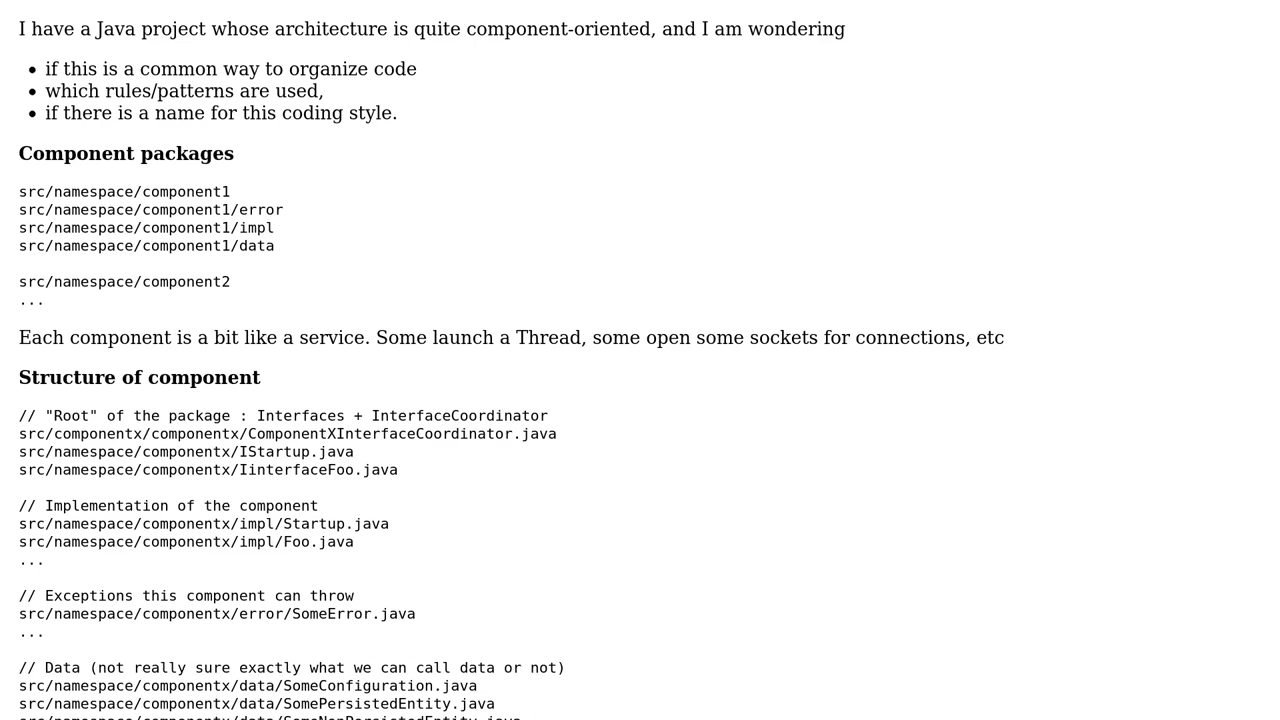 I have a Java project whose architecture is quite component-oriented, and I am wondering
• if this is a common way to organize code
• which rules/patterns are used,
• if there is a name for this coding style.
Component packages
src/namespace/component1
src/namespace/component1/error
src/namespace/component1/impl
src/namespace/component1/data
src/namespace/component2
...
Each component is a bit like a service. Some launch a Thread, some open some sockets for connections, etc
Structure of component
// "Root" of the package : Interfaces + InterfaceCoordinator
src/componentx/componentx/ComponentXInterfaceCoordinator.java
src/namespace/componentx/IStartup.java
src/namespace/componentx/IinterfaceFoo.java
// Implementation of the component
src/namespace/componentx/impl/Startup.java
src/namespace/componentx/impl/Foo.java
...
// Exceptions this component can throw
src/namespace/componentx/error/SomeError.java
...
// Data (not really sure exactly what we can call data or not)
src/namespace/componentx/data/SomeConfiguration.java
src/namespace/componentx/data/SomePersistedEntity.java
src/namespace/componentx/data/SomeNonPersistedEntity.java